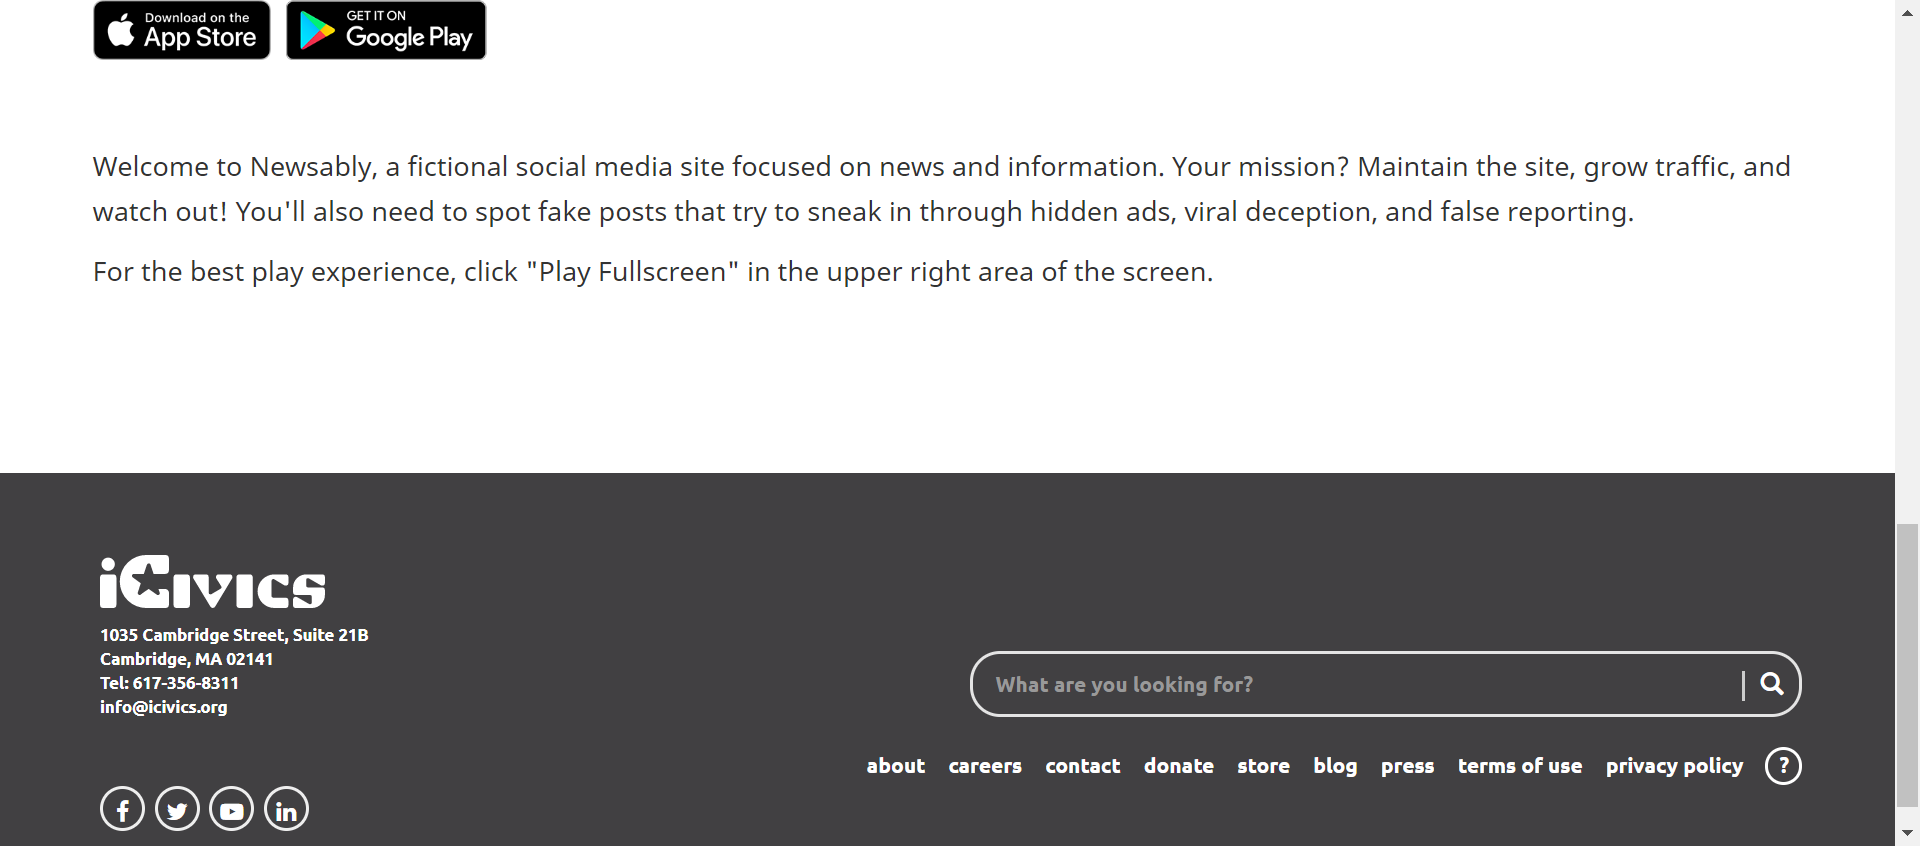 Download on the
App Store
GET IT ON
Google Play
Welcome to Newsably, a fictional social media site focused on news and information. Your mission? Maintain the site, grow traffic, and
watch out! You'll also need to spot fake posts that try to sneak in through hidden ads, viral deception, and false reporting.
For the best play experience, click "Play Fullscreen" in the upper right area of the screen.
iCivics
1035 Cambridge Street, Suite 21B
Cambridge, MA 02141
Tel: 617-356-8311
info@icivics.org
What are you looking for?
about careers contact donate store blog press terms of use privacy policy ?